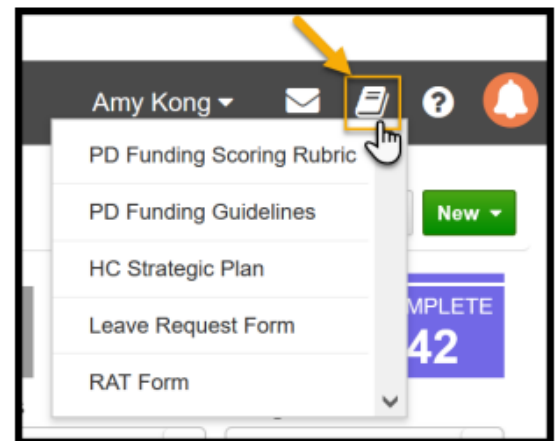 Amy Kong
PD Funding Scoring Rubric
PD Funding Guidelines
New
HC Strategic Plan
MPLETE
Leave Request Form
42
RAT Form